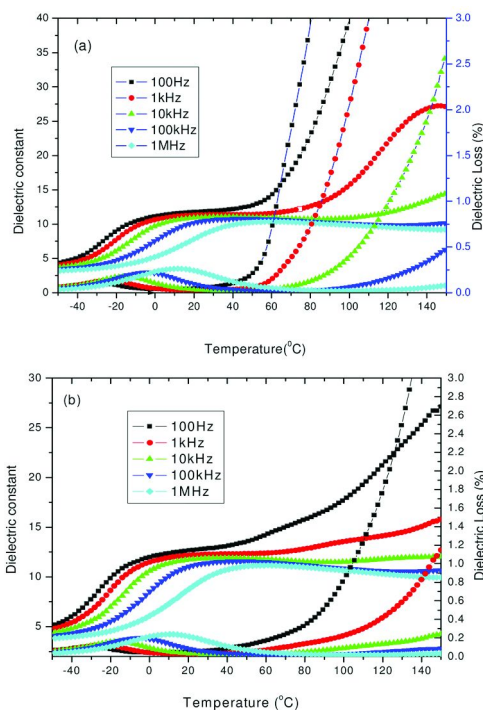 (a)
40
35
30
25
20
15
10
5
0
Dielectric constant
100Hz
1kHz
10kHz
100kHz
1MHz
3.0
2.5
2.0
1.5
1.0
0.5
0.0
Dielectric Loss (%)
-40 -20 0 20 40 60 80 100 120 140
Temperature(°C)
(b)
30
25
20
15
10
5
Dielectric constant
100Hz
1kHz
10kHz
100kHz
1MHz
3.0
2.8
2.6
2.4
2.2
2.0
1.8
1.6
1.4
1.2
1.0
0.8
0.6
0.4
0.2
0.0
Dielectric Loss (%)
-40 -20 0 20 40 60 80 100 120 140
Temperature (°C)